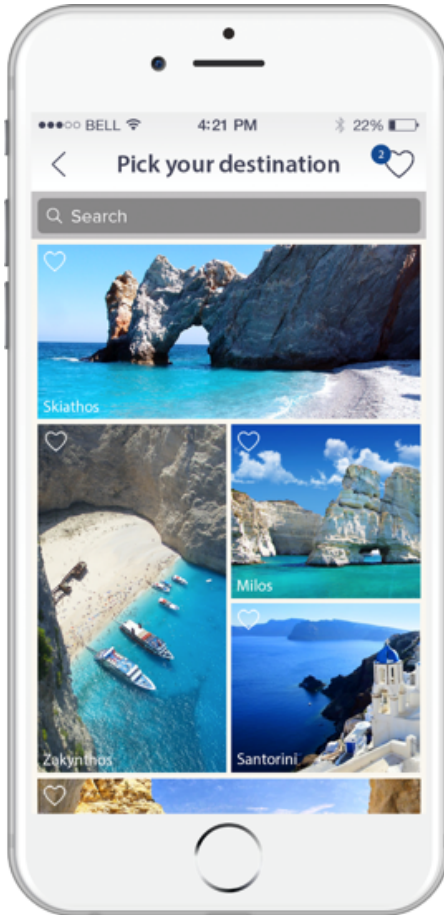 BELL 4:21 PM 22%
Pick your destination 2
Search
Skiathos
Milos
Zakynthos
Santorini